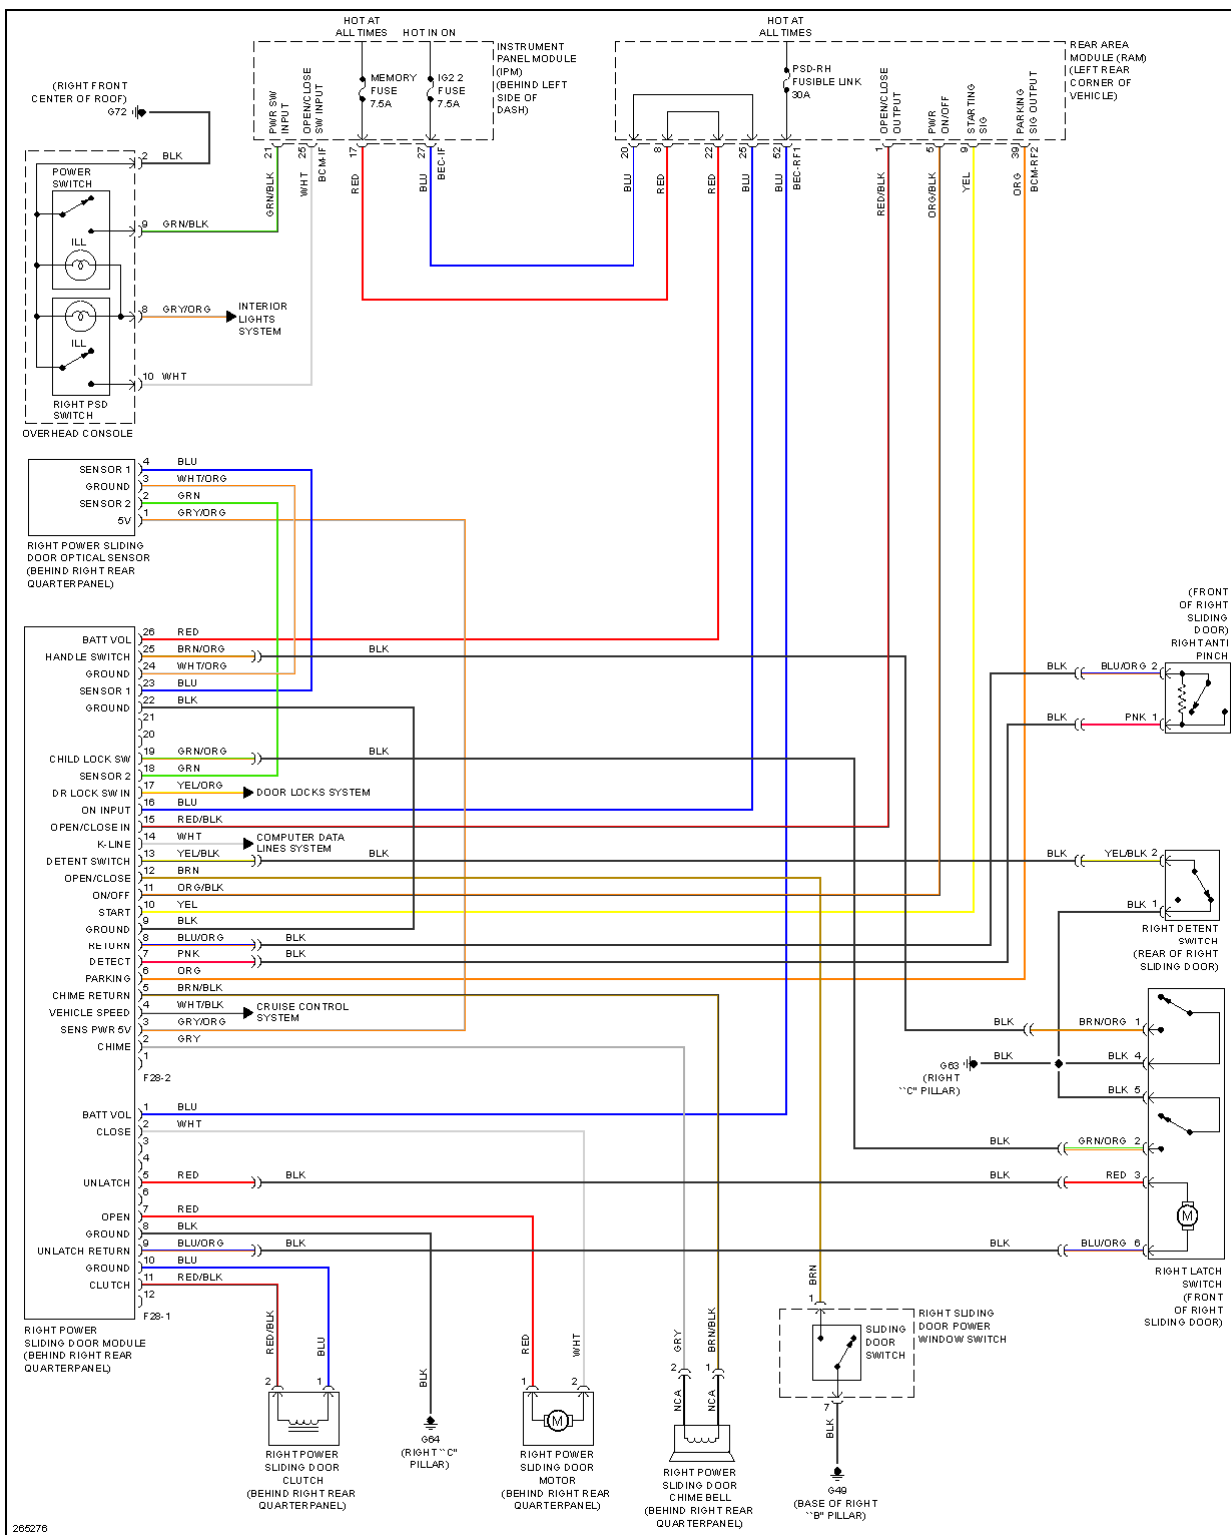 HOT AT
ALL TIMES
HOT IN ON
HOT AT
ALL TIMES
INSTRUMENT
PANEL MODULE
(IPM)
(BEHIND LEFT
SIDE OF
DASH)
PWR SW
INPUT
OPEN/CLOSE
SW INPUT
MEMORY
FUSE
7.5A
IG2 2
FUSE
7.5A
PSD-RH
FUSIBLE LINK
30A
OPEN/CLOSE
OUTPUT
PWR
ON/OFF
STARTING
SIG
PARKING
SIG OUTPUT
REAR AREA
MODULE (RAM)
(LEFT REAR
CORNER OF
VEHICLE)
21
25
BCM-IF
17
27
BEC-IF
20
8
22
25
52
BEC-RF1
1
5
9
39
BCM-RF2
GRN/BLK
WHT
RED
BLU
BLU
RED
RED
BLU
BLU
RED/BLK
ORG/BLK
YEL
ORG
(RIGHT FRONT
CENTER OF ROOF)
G72
2 BLK
POWER
SWITCH
9 GRN/BLK
ILL
8 GRY/ORG
INTERIOR
LIGHTS
SYSTEM
ILL
10 WHT
RIGHT PSD
SWITCH
OVERHEAD CONSOLE
SENSOR 1 4 BLU
GROUND 3 WHT/ORG
SENSOR 2 2 GRN
5V 1 GRY/ORG
RIGHT POWER SLIDING
DOOR OPTICAL SENSOR
(BEHIND RIGHT REAR
QUARTERPANEL)
BATT VOL 26 RED
HANDLE SWITCH 25 BRN/ORG BLK
GROUND 24 WHT/ORG
SENSOR 1 23 BLU
GROUND 22 BLK
21
20
CHILD LOCK SW 19 GRN/ORG BLK
SENSOR 2 18 GRN
DR LOCK SW IN 17 YEL/ORG DOOR LOCKS SYSTEM
ON INPUT 16 BLU
OPEN/CLOSE IN 15 RED/BLK
K-LINE 14 WHT COMPUTER DATA
LINES SYSTEM
DETENT SWITCH 13 YEL/BLK BLK
OPEN/CLOSE 12 BRN
ON/OFF 11 ORG/BLK
START 10 YEL
GROUND 9 BLK
RETURN 8 BLU/ORG BLK
DETECT 7 PNK BLK
PARKING 6 ORG
CHIME RETURN 5 BRN/BLK
VEHICLE SPEED 4 WHT/BLK CRUISE CONTROL
SYSTEM
SENS PWR 5V 3 GRY/ORG
CHIME 2 GRY
1
F28-2
BATT VOL 1 BLU
CLOSE 2 WHT
3
4
UNLATCH 5 RED BLK
6
OPEN 7 RED
GROUND 8 BLK
UNLATCH RETURN 9 BLU/ORG BLK
GROUND 10 BLU
CLUTCH 11 RED/BLK
12
F28-1
RIGHT POWER
SLIDING DOOR MODULE
(BEHIND RIGHT REAR
QUARTERPANEL)
(FRONT
OF RIGHT
SLIDING
DOOR)
RIGHT ANTI
PINCH
BLK BLU/ORG 2
BLK PNK 1
BLK YEL/BLK 2
BLK 1
RIGHT DETENT
SWITCH
(REAR OF RIGHT
SLIDING DOOR)
BLK BRN/ORG 1
G63
(RIGHT
"C" PILLAR)
BLK BLK 4
BLK 5
BLK GRN/ORG 2
BLK RED 3
M
BLK BLU/ORG 6
RIGHT LATCH
SWITCH
(FRONT
OF RIGHT
SLIDING DOOR)
RED/BLK
BLU
2
1
RIGHT POWER
SLIDING DOOR
CLUTCH
(BEHIND RIGHT REAR
QUARTERPANEL)
BLK
G64
(RIGHT "C"
PILLAR)
RED
WHT
1
2
M
RIGHT POWER
SLIDING DOOR
MOTOR
(BEHIND RIGHT REAR
QUARTERPANEL)
GRY
BRN/BLK
2
1
NCA
NCA
RIGHT POWER
SLIDING DOOR
CHIME BELL
(BEHIND RIGHT REAR
QUARTERPANEL)
BRN
1
SLIDING
DOOR
SWITCH
RIGHT SLIDING
DOOR POWER
WINDOW SWITCH
7
BLK
G49
(BASE OF RIGHT
"B" PILLAR)
265276